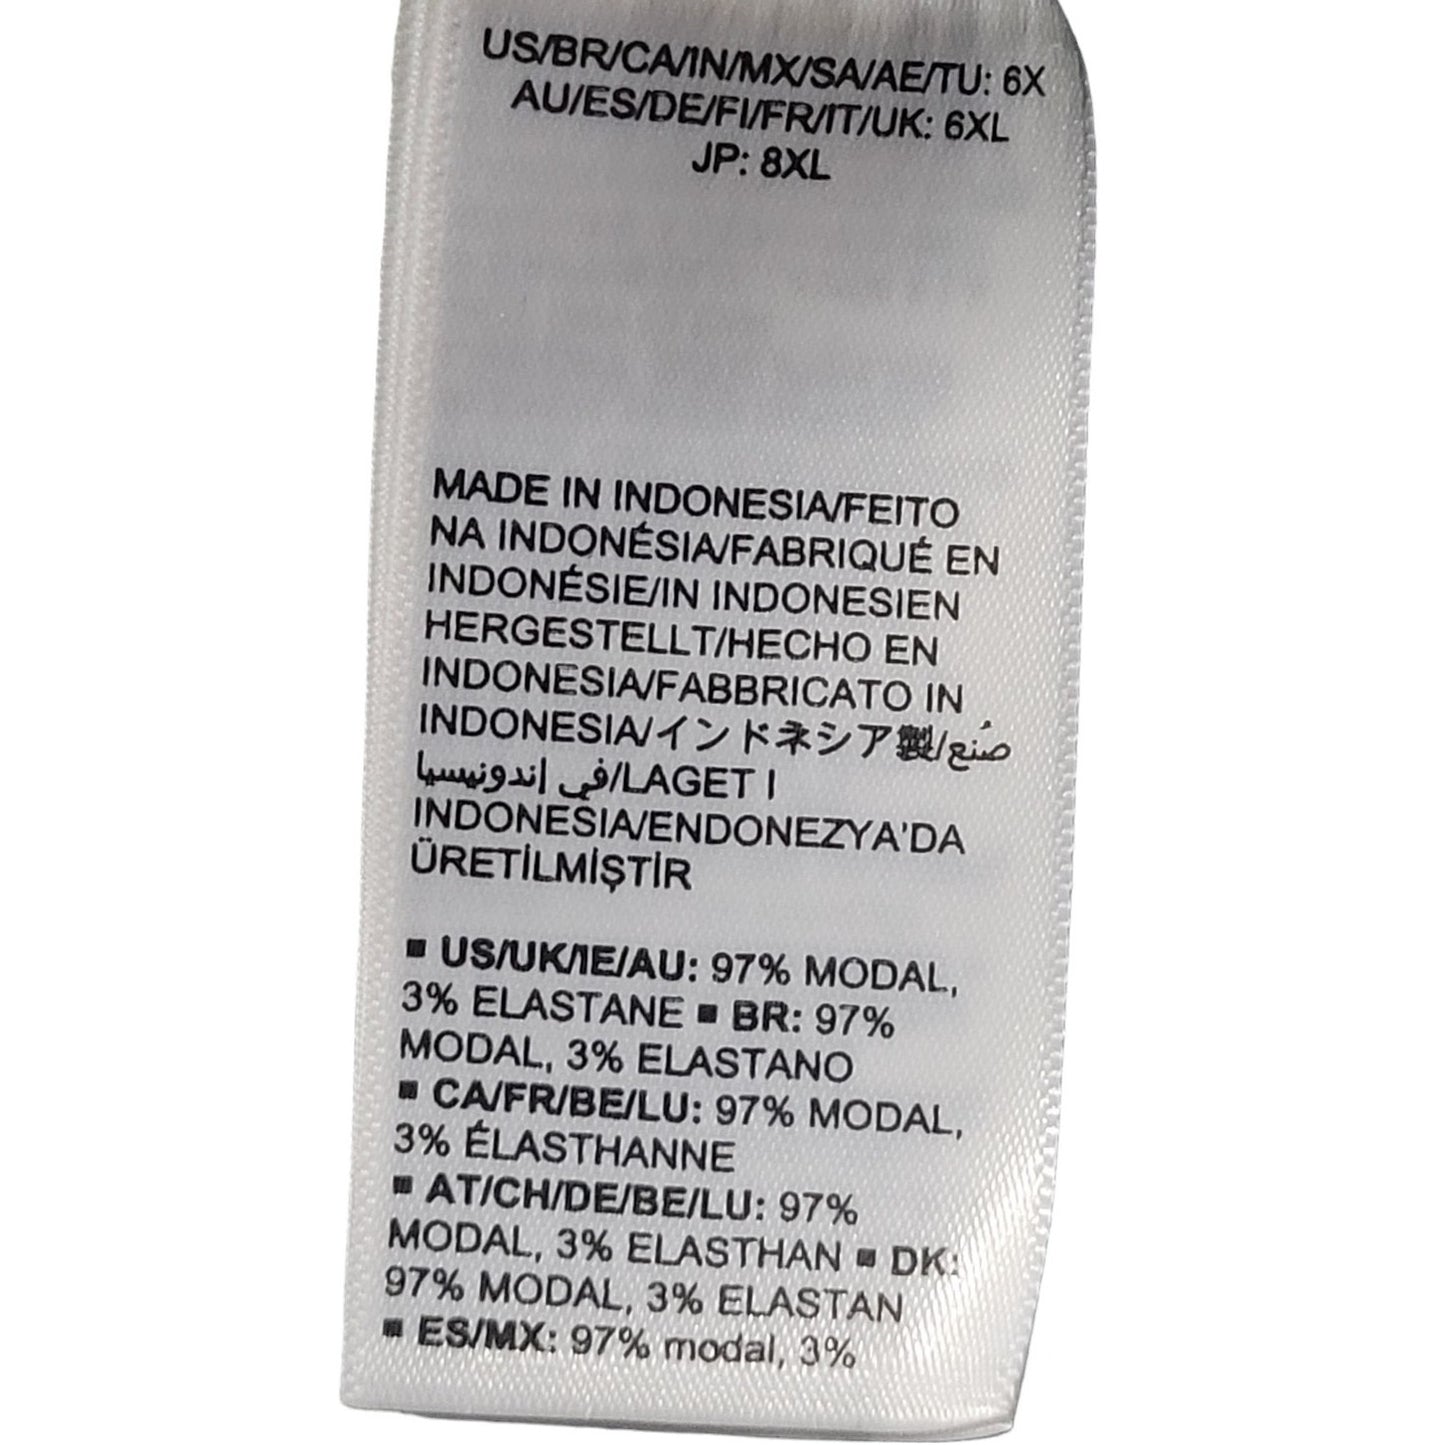 US/BR/CA/IN/MX/SA/AE/TU: 6X
AU/ES/DE/FI/FR/IT/UK: 6XL
JP: 8XL
MADE IN INDONESIA/FEITO
NA INDONÉSIA/FABRIQUÉ EN
INDONÉSIE/IN INDONESIEN
HERGESTELLT/HECHO EN
INDONESIA/FABBRICATO IN
INDONESIA/インドネシア製/صُنع
في إندونيسيا/LAGET I
INDONESIA/ENDONEZYA'DA
ÜRETİLMİŞTİR
▪ US/UK/IE/AU: 97% MODAL,
3% ELASTANE ▪ BR: 97%
MODAL, 3% ELASTANO
▪ CA/FR/BE/LU: 97% MODAL,
3% ÉLASTHANNE
▪ AT/CH/DE/BE/LU: 97%
MODAL, 3% ELASTHAN ▪ DK:
97% MODAL, 3% ELASTAN
▪ ES/MX: 97% modal, 3%